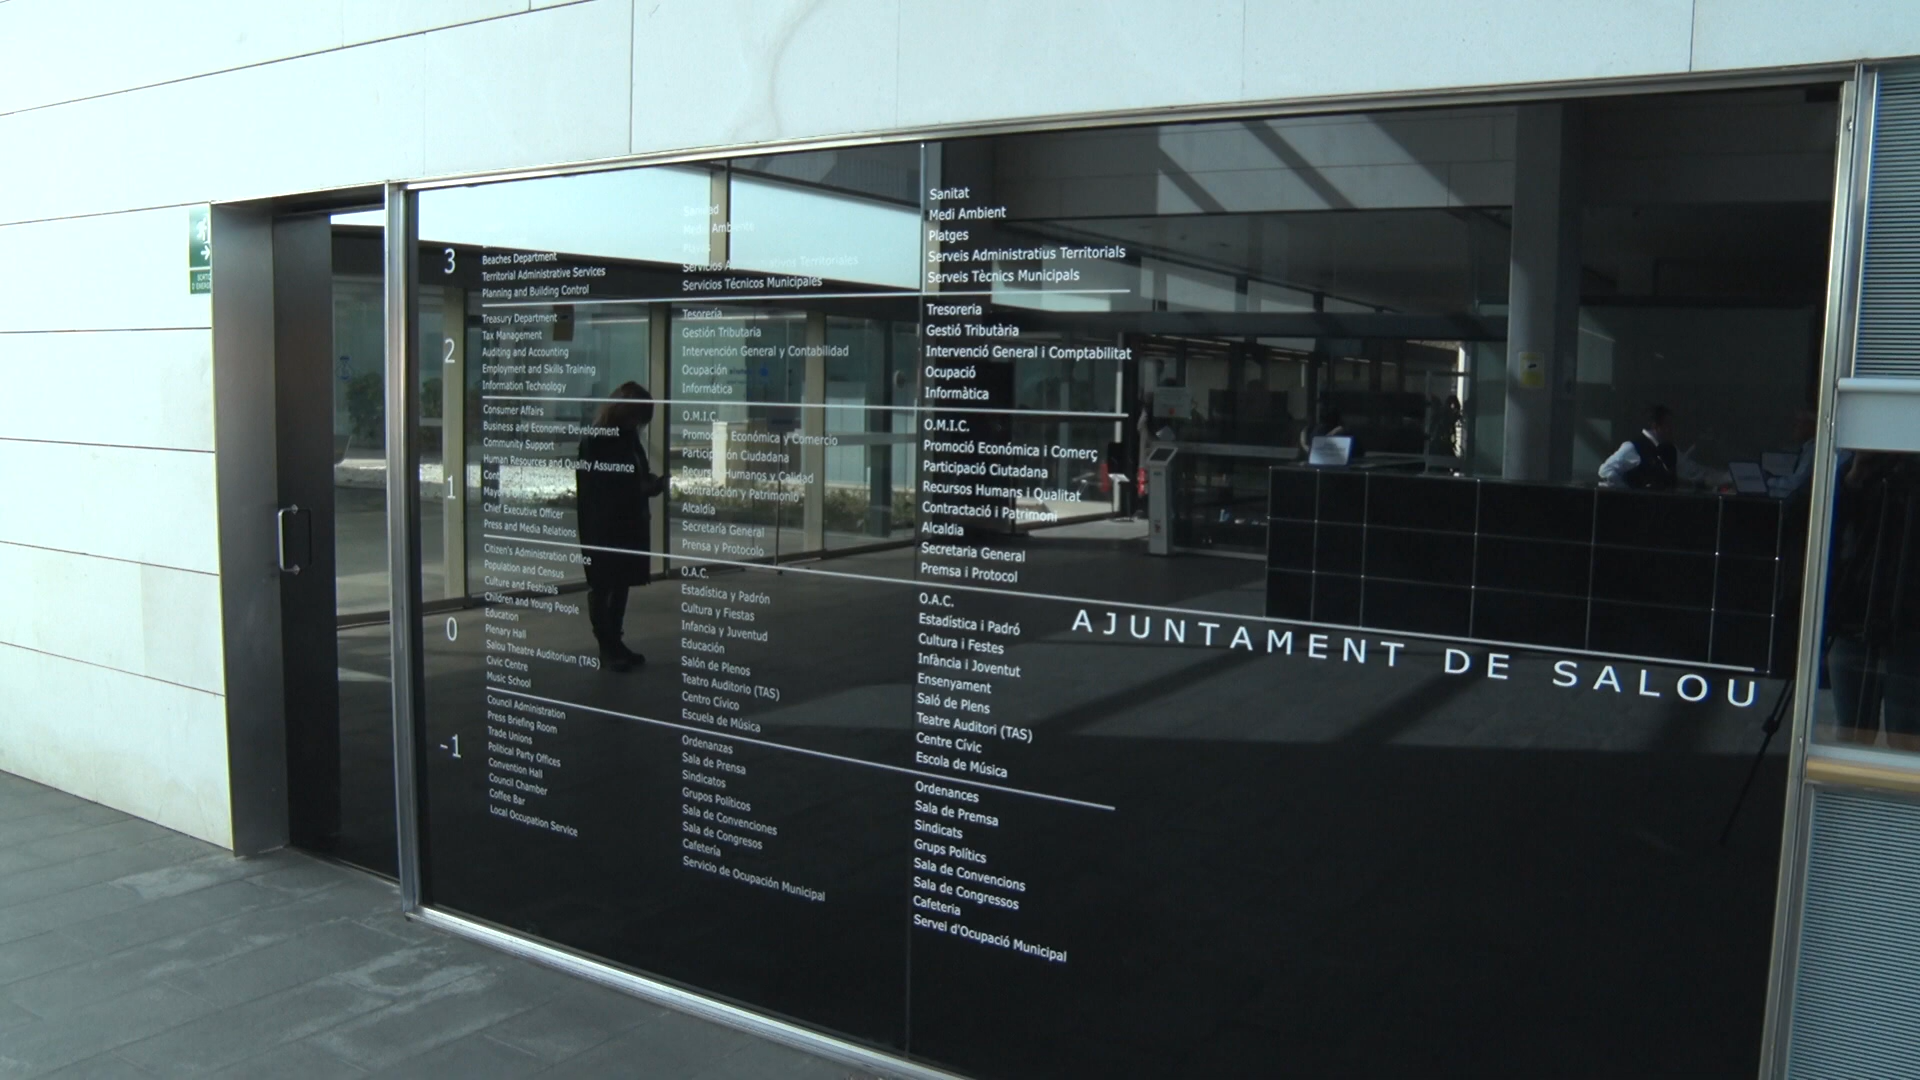 3
Beaches Department
Territorial Administrative Services
Planning and Building Control
2
Treasury Department
Tax Management
Auditing and Accounting
Employment and Skills Training
Information Technology
1
Consumer Affairs
Business and Economic Development
Community Support
Human Resources and Quality Assurance
Chief Executive Officer
Press and Media Relations
0
Citizen's Administration Office
Population and Census
Culture and Festivals
Children and Young People
Education
Plenary Hall
Salou Theatre Auditorium (TAS)
Civic Centre
Music School
-1
Council Administration
Press Briefing Room
Trade Unions
Political Party Offices
Convention Hall
Council Chamber
Coffee Bar
Local Occupation Service
Sanidad
Medio Ambiente
Playas
Servicios Administrativos Territoriales
Servicios Técnicos Municipales
Tesorería
Gestión Tributaria
Intervención General y Contabilidad
Ocupación
Informática
O.M.I.C.
Promoción Económica y Comercio
Participación Ciudadana
Recursos Humanos y Calidad
Contratación y Patrimonio
Alcaldía
Secretaría General
Prensa y Protocolo
O.A.C.
Estadística y Padrón
Cultura y Fiestas
Infancia y Juventud
Educación
Salón de Plenos
Teatro Auditorio (TAS)
Centro Cívico
Escuela de Música
Ordenanzas
Sala de Prensa
Sindicatos
Grupos Políticos
Sala de Convenciones
Sala de Congresos
Cafetería
Servicio de Ocupación Municipal
Sanitat
Medi Ambient
Platges
Serveis Administratius Territorials
Serveis Tècnics Municipals
Tresoreria
Gestió Tributària
Intervenció General i Comptabilitat
Ocupació
Informàtica
O.M.I.C.
Promoció Económica i Comerç
Participació Ciutadana
Recursos Humans i Qualitat
Contractació i Patrimoni
Alcaldia
Secretaria General
Premsa i Protocol
O.A.C.
Estadística i Padró
Cultura i Festes
Infància i Joventut
Ensenyament
Saló de Plens
Teatre Auditori (TAS)
Centre Cívic
Escola de Música
Ordenances
Sala de Premsa
Sindicats
Grups Polítics
Sala de Convencions
Sala de Congressos
Cafeteria
Servei d'Ocupació Municipal
AJUNTAMENT DE SALOU